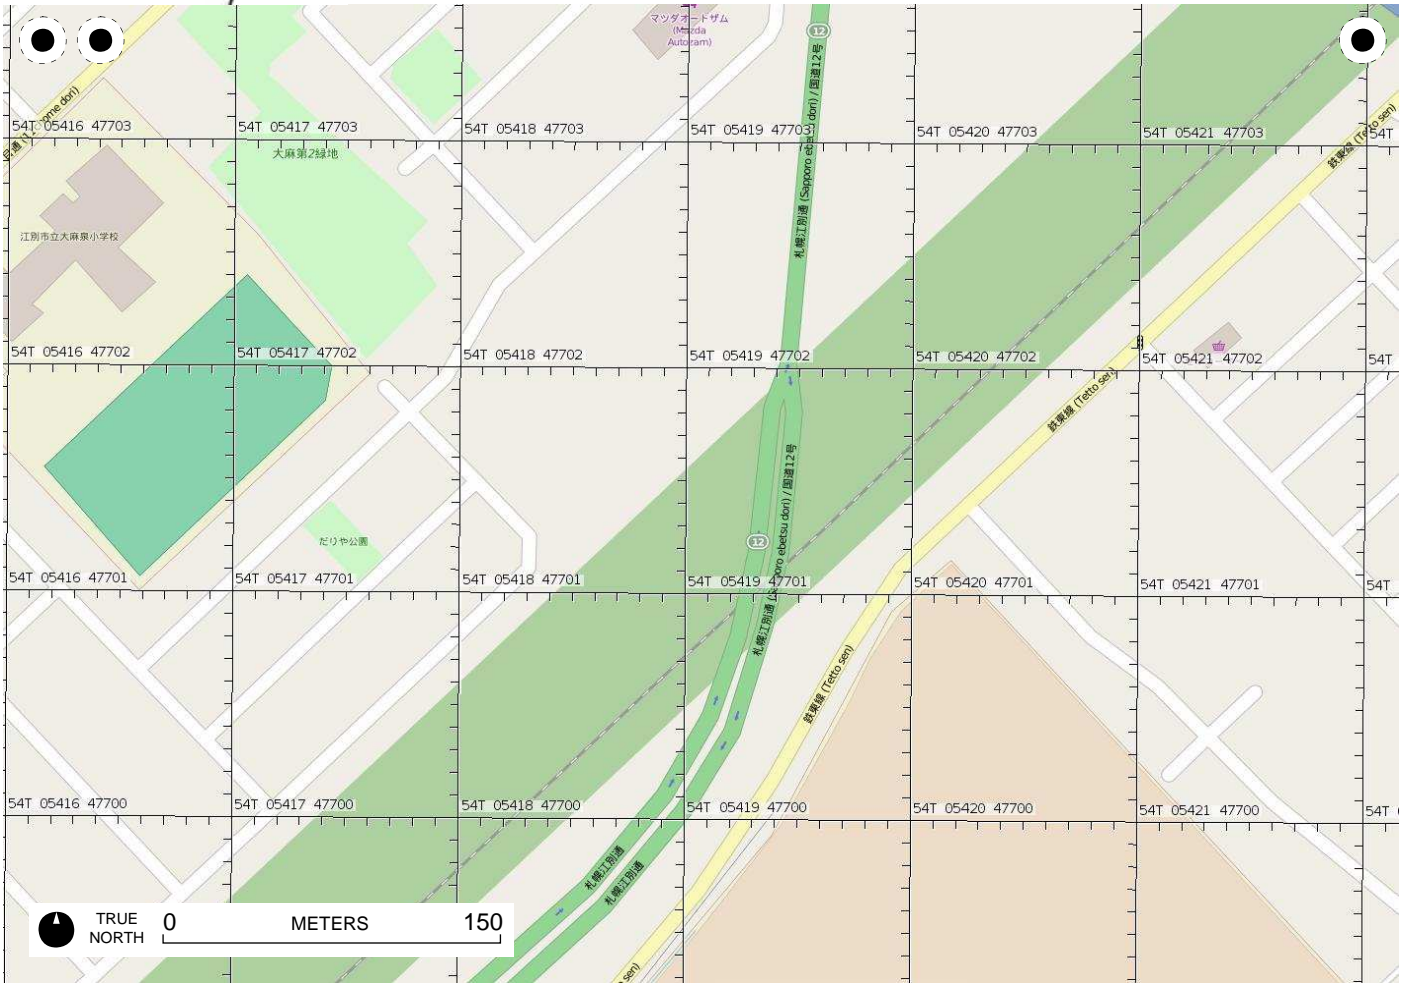 マツダオートザム
(Mazda
Autozam)
12
54T 05416 47703
54T 05417 47703
54T 05418 47703
54T 05419 47703
54T 05420 47703
54T 05421 47703
54T
大麻第2緑地
札幌江別通 (Sapporo ebetsu dori) / 国道12号
鉄東線 (Tetto sen)
江別市立大麻泉小学校
54T 05416 47702
54T 05417 47702
54T 05418 47702
54T 05419 47702
54T 05420 47702
54T 05421 47702
54T
鉄東線 (Tetto sen)
札幌江別通 (Sapporo ebetsu dori) / 国道12号
12
だりや公園
54T 05416 47701
54T 05417 47701
54T 05418 47701
54T 05419 47701
54T 05420 47701
54T 05421 47701
54T
鉄東線 (Tetto sen)
54T 05416 47700
54T 05417 47700
54T 05418 47700
54T 05419 47700
54T 05420 47700
54T 05421 47700
54T
札幌江別通
札幌江別通
TRUE
NORTH
0 METERS 150
sen)